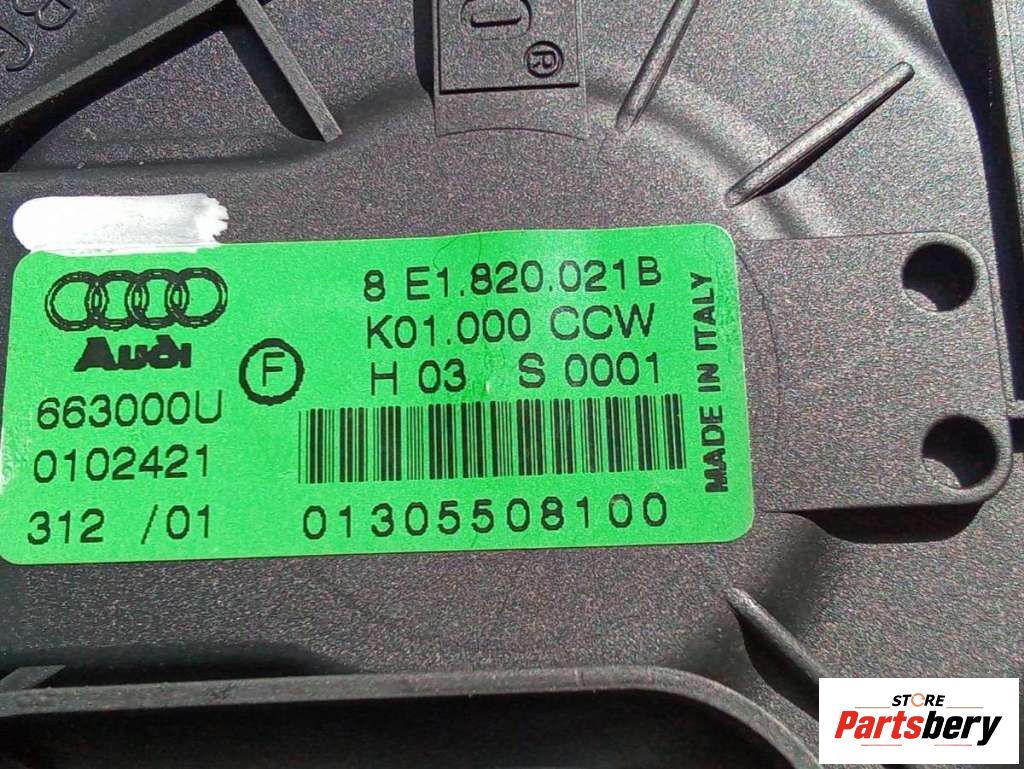 ®
8 E1.820.021B
K01.000 CCW
H 03 S 0001
Audi
F
663000U
0102421
312 /01
01305508100
MADE IN ITALY
STORE
Partsbery